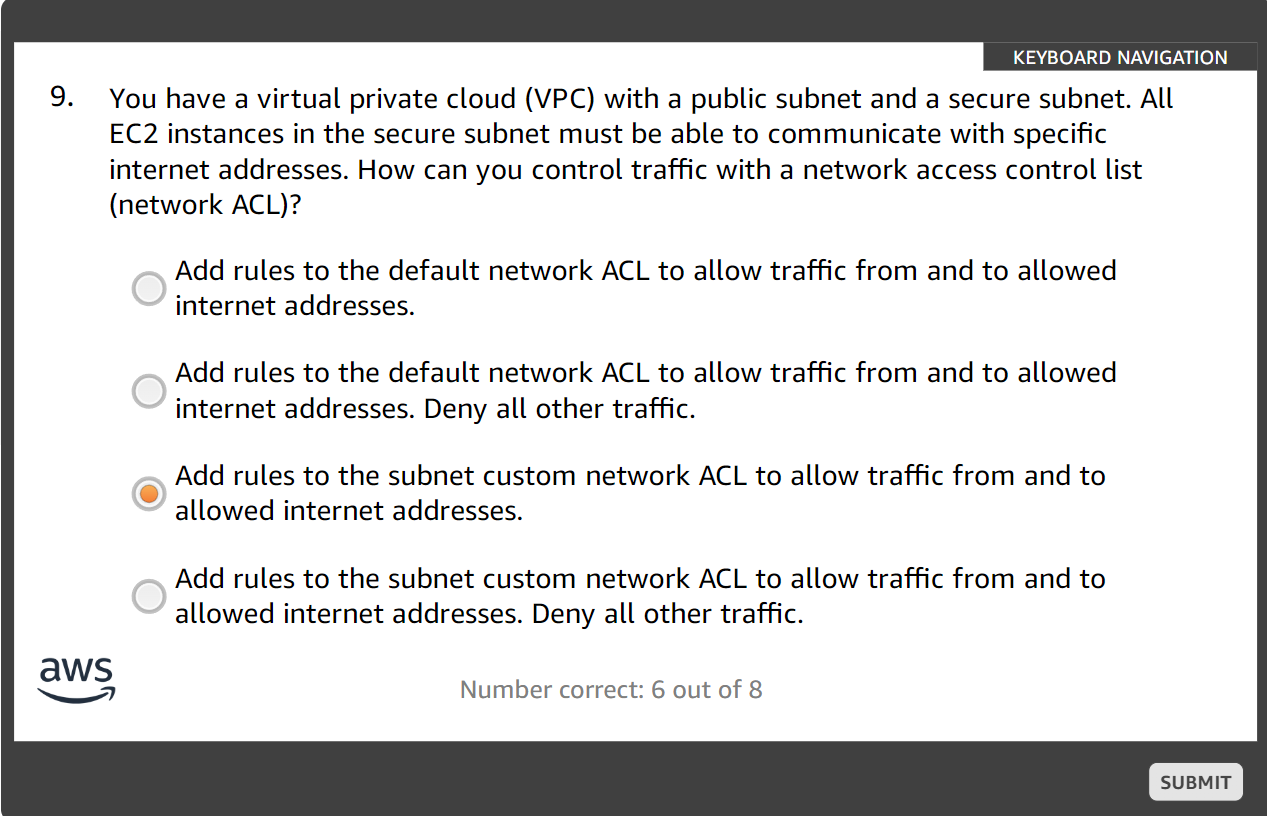 KEYBOARD NAVIGATION
9. You have a virtual private cloud (VPC) with a public subnet and a secure subnet. All
EC2 instances in the secure subnet must be able to communicate with specific
internet addresses. How can you control traffic with a network access control list
(network ACL)?
Add rules to the default network ACL to allow traffic from and to allowed
internet addresses.
Add rules to the default network ACL to allow traffic from and to allowed
internet addresses. Deny all other traffic.
Add rules to the subnet custom network ACL to allow traffic from and to
allowed internet addresses.
Add rules to the subnet custom network ACL to allow traffic from and to
allowed internet addresses. Deny all other traffic.
aws
Number correct: 6 out of 8
SUBMIT